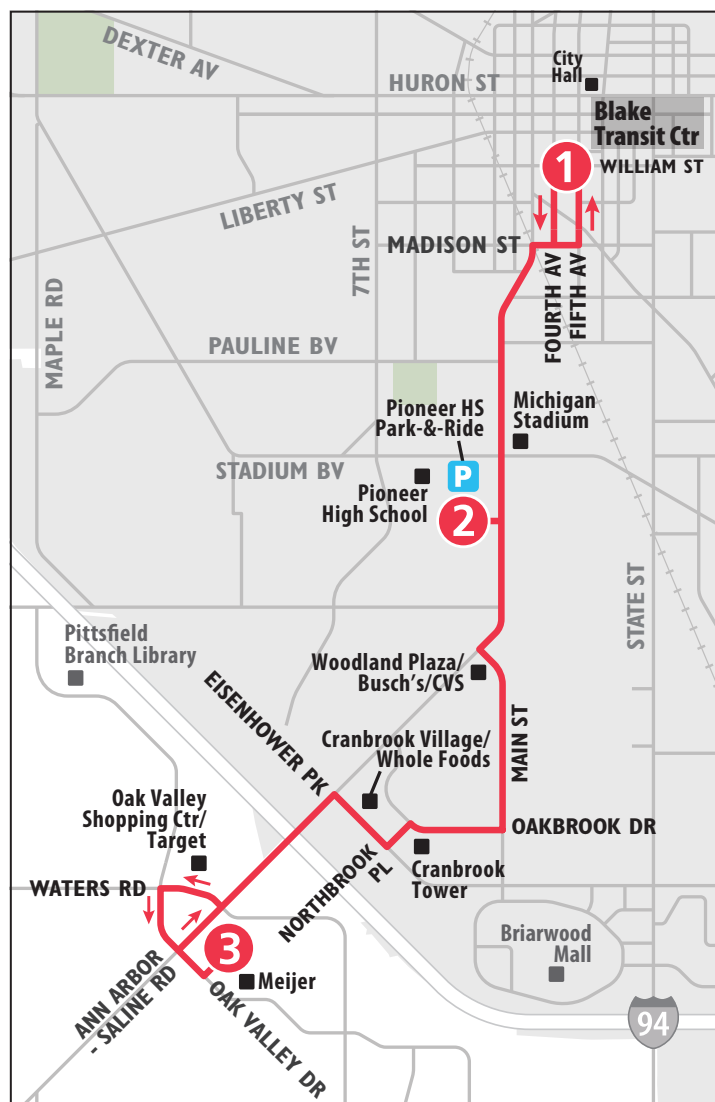 DEXTER AV
HURON ST
City
Hall
Blake
Transit Ctr
1
WILLIAM ST
LIBERTY ST
7TH ST
MADISON ST
FOURTH AV
FIFTH AV
MAPLE RD
PAULINE BV
Pioneer HS
Park-&-Ride
Michigan
Stadium
STADIUM BV
P
Pioneer
High School
2
STATE ST
Pittsfield
Branch Library
Woodland Plaza/
Busch's/CVS
EISENHOWER PK
MAIN ST
Cranbrook Village/
Whole Foods
Oak Valley
Shopping Ctr/
Target
OAKBROOK DR
NORTHBROOK
PL
Cranbrook
Tower
WATERS RD
3
Briarwood
Mall
ANN ARBOR
- SALINE RD
Meijer
OAK VALLEY DR
94